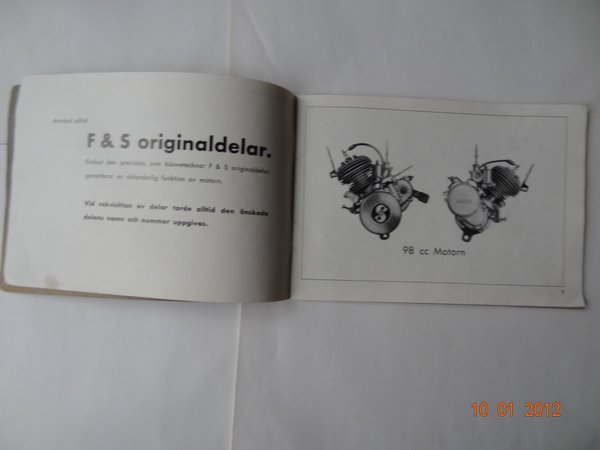 Använd alltid
F & S originaldelar.
Endast den precision, som kännetecknar F & S originaldelar,
garanterar en oklanderlig funktion av motorn.
Vid rekvisition av delar torde alltid den önskade
delens namn och nummer uppgivas.
98 cc Motorn
10 01 2012